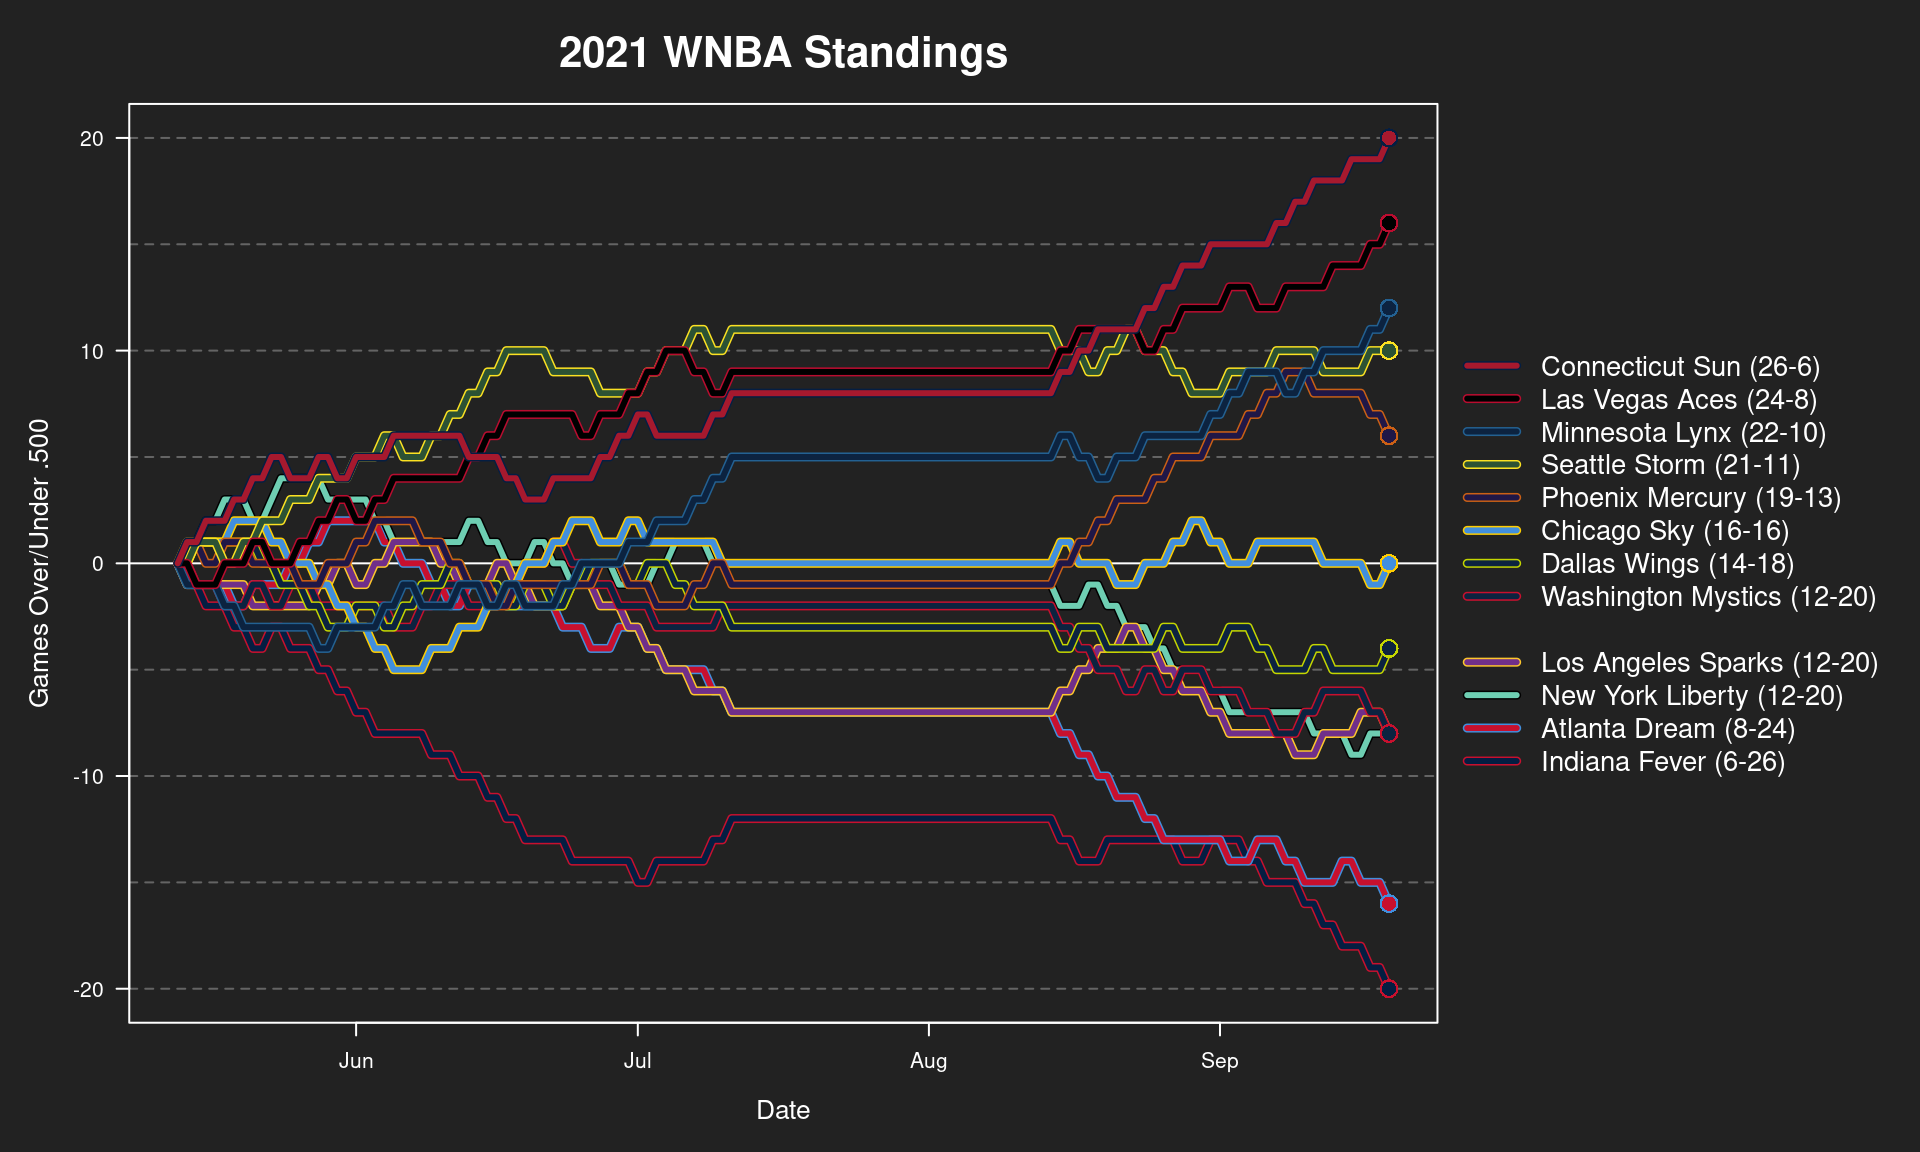 2021 WNBA Standings
Games Over/Under .500
20
10
0
-10
-20
Jun
Jul
Aug
Sep
Date
Connecticut Sun (26-6)
Las Vegas Aces (24-8)
Minnesota Lynx (22-10)
Seattle Storm (21-11)
Phoenix Mercury (19-13)
Chicago Sky (16-16)
Dallas Wings (14-18)
Washington Mystics (12-20)
Los Angeles Sparks (12-20)
New York Liberty (12-20)
Atlanta Dream (8-24)
Indiana Fever (6-26)